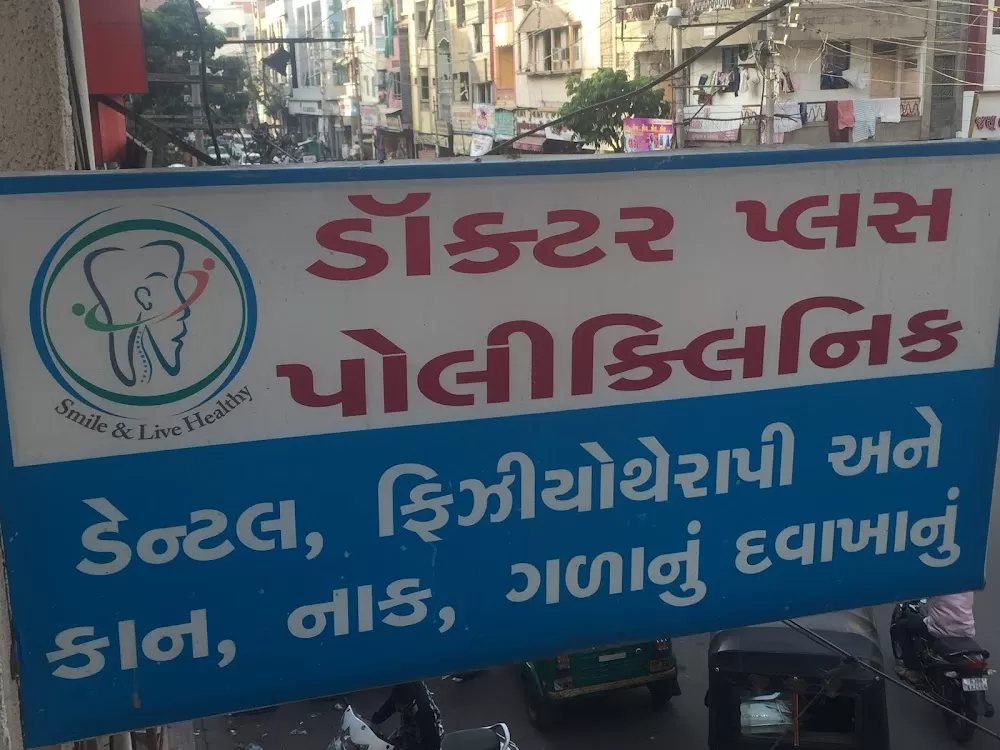 ડૉક્ટર પ્લસ
પોલીક્લિનિક
Smile & Live Healthy
ડેન્ટલ, ફિઝીયોથેરાપી અને
કાન, નાક, ગળાનું દવાખાનું